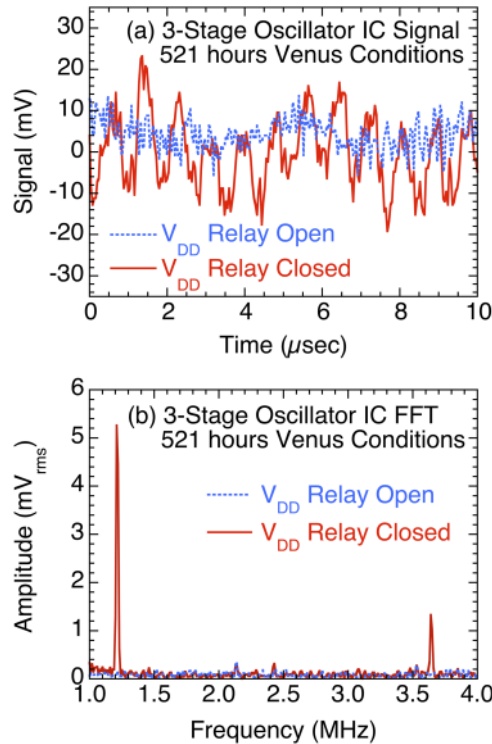 (a) 3-Stage Oscillator IC Signal
521 hours Venus Conditions
30
20
10
0
-10
-20
-30
Signal (mV)
V_DD Relay Open
V_DD Relay Closed
0 2 4 6 8 10
Time (μsec)
(b) 3-Stage Oscillator IC FFT
521 hours Venus Conditions
6
5
4
3
2
1
0
Amplitude (mV_rms)
V_DD Relay Open
V_DD Relay Closed
1.0 1.5 2.0 2.5 3.0 3.5 4.0
Frequency (MHz)